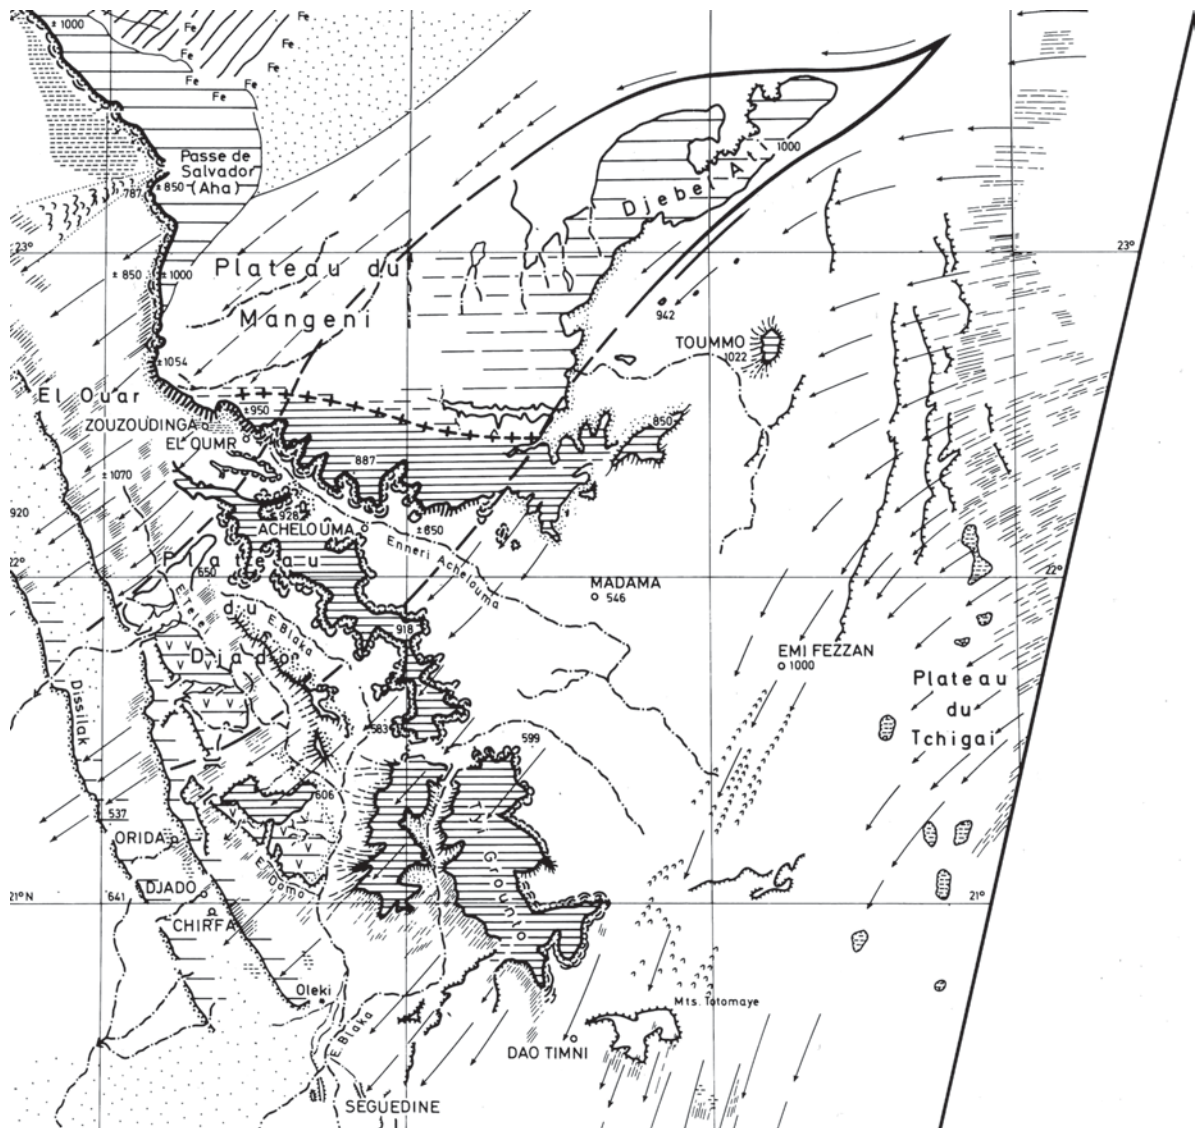 ± 1000
Fe
Fe
Fe
Fe
Fe
Fe
Fe
Passe de
Salvador
± 850 (Aha)
787
1000
Djebel Ati
23°
23°
± 850
± 1000
Plateau du
Mangeni
942
TOUMMO
1022
± 1054
El Ouar
± 950
ZOUZOUDINGA
EL OUMR
850
887
± 1070
920
± 928
ACHELOUMA
± 850
Enneri Achelouma
22°
22°
Plateau
650
MADAMA
546
E. Blaka
du
918
Djado
EMI FEZZAN
1000
Plateau
du
Tchigai
Dissilak
583
599
606
537
ORIDA
In Grount
E. Domo
DJADO
21° N
641
21°
CHIRFA
Oleki
Mts. Totomaye
E. Blaka
DAO TIMNI
SEGUEDINE